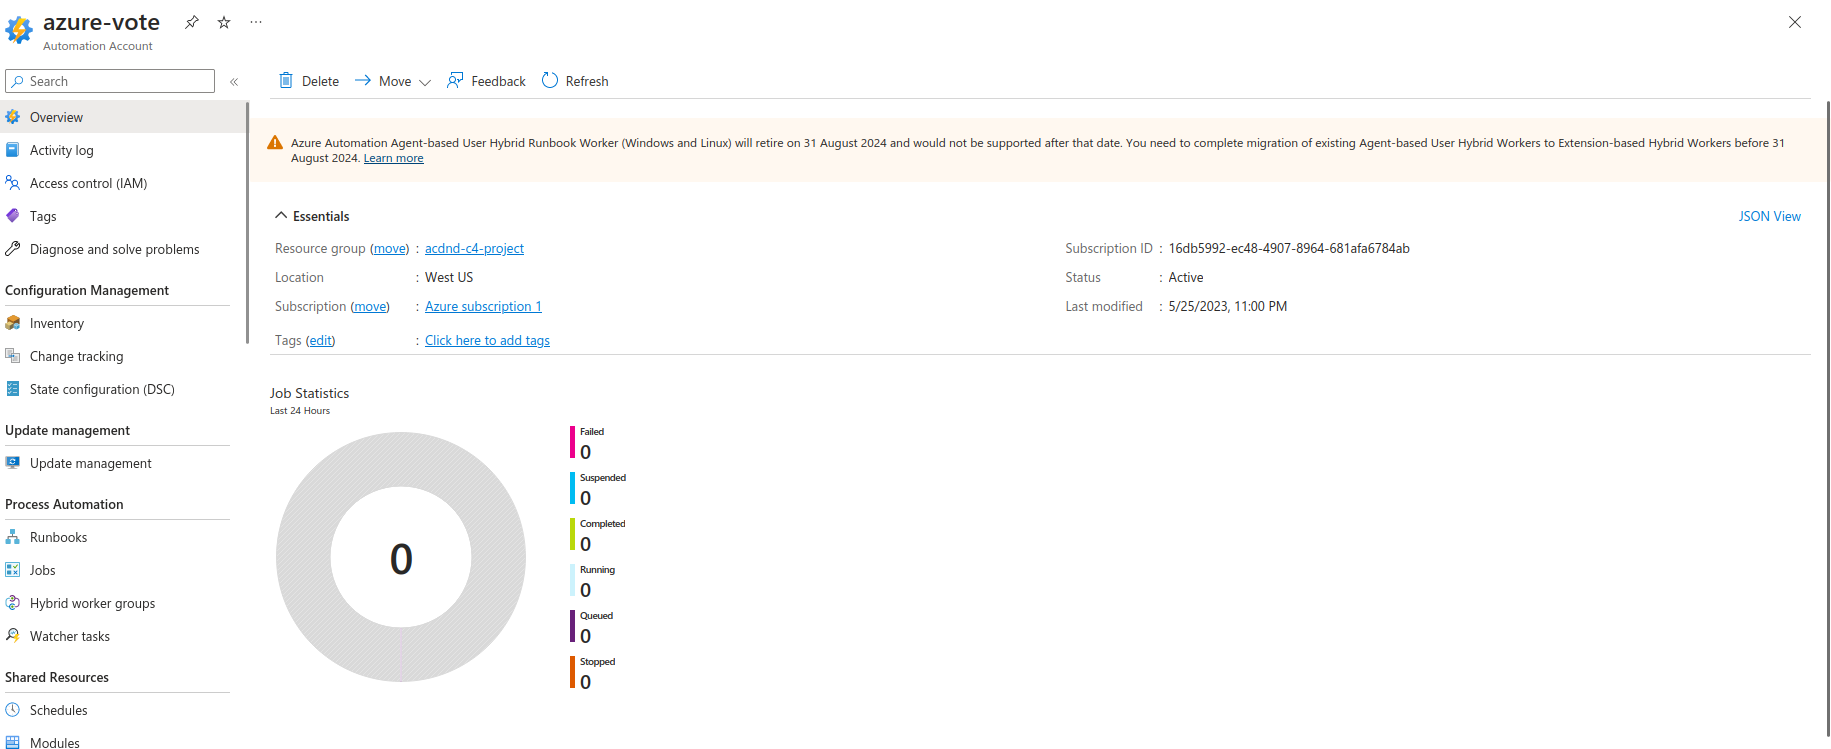 azure-vote
Automation Account
Search
«
Overview
Activity log
Access control (IAM)
Tags
Diagnose and solve problems
Configuration Management
Inventory
Change tracking
State configuration (DSC)
Update management
Update management
Process Automation
Runbooks
Jobs
Hybrid worker groups
Watcher tasks
Shared Resources
Schedules
Modules
Delete Move Feedback Refresh
Azure Automation Agent-based User Hybrid Runbook Worker (Windows and Linux) will retire on 31 August 2024 and would not be supported after that date. You need to complete migration of existing Agent-based User Hybrid Workers to Extension-based Hybrid Workers before 31
August 2024. Learn more
Essentials
JSON View
Resource group (move) : acdnd-c4-project
Location : West US
Subscription (move) : Azure subscription 1
Tags (edit) : Click here to add tags
Subscription ID : 16db5992-ec48-4907-8964-681afa6784ab
Status : Active
Last modified : 5/25/2023, 11:00 PM
Job Statistics
Last 24 Hours
0
Failed
0
Suspended
0
Completed
0
Running
0
Queued
0
Stopped
0